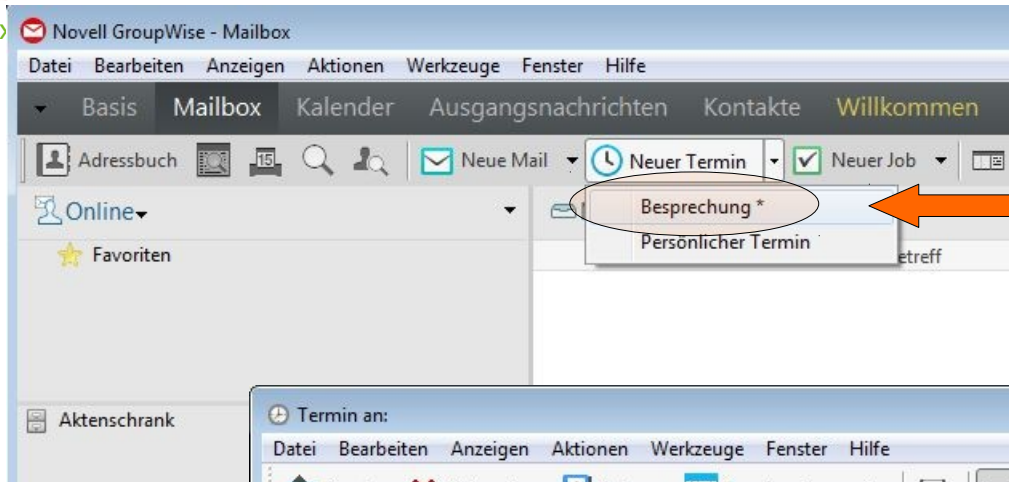 Novell GroupWise - Mailbox
Datei Bearbeiten Anzeigen Aktionen Werkzeuge Fenster Hilfe
Basis Mailbox Kalender Ausgangsnachrichten Kontakte Willkommen
Adressbuch 15 Neue Mail Neuer Termin Neuer Job
Online Besprechung *
Favoriten Persönlicher Termin
etreff
Aktenschrank
Termin an:
Datei Bearbeiten Anzeigen Aktionen Werkzeuge Fenster Hilfe